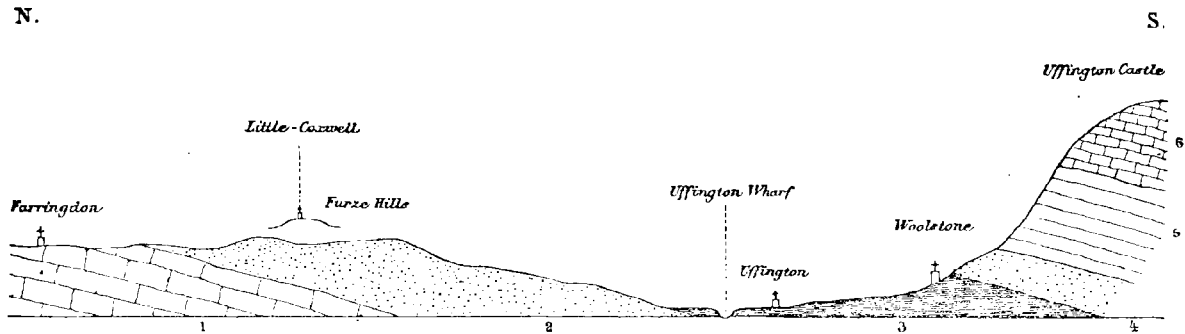 N.
S.
Uffington Castle
Little-Coxwell
6
Uffington Wharf
Farringdon
Furze Hills
Woolstone
5
Uffington
1
2
3
4